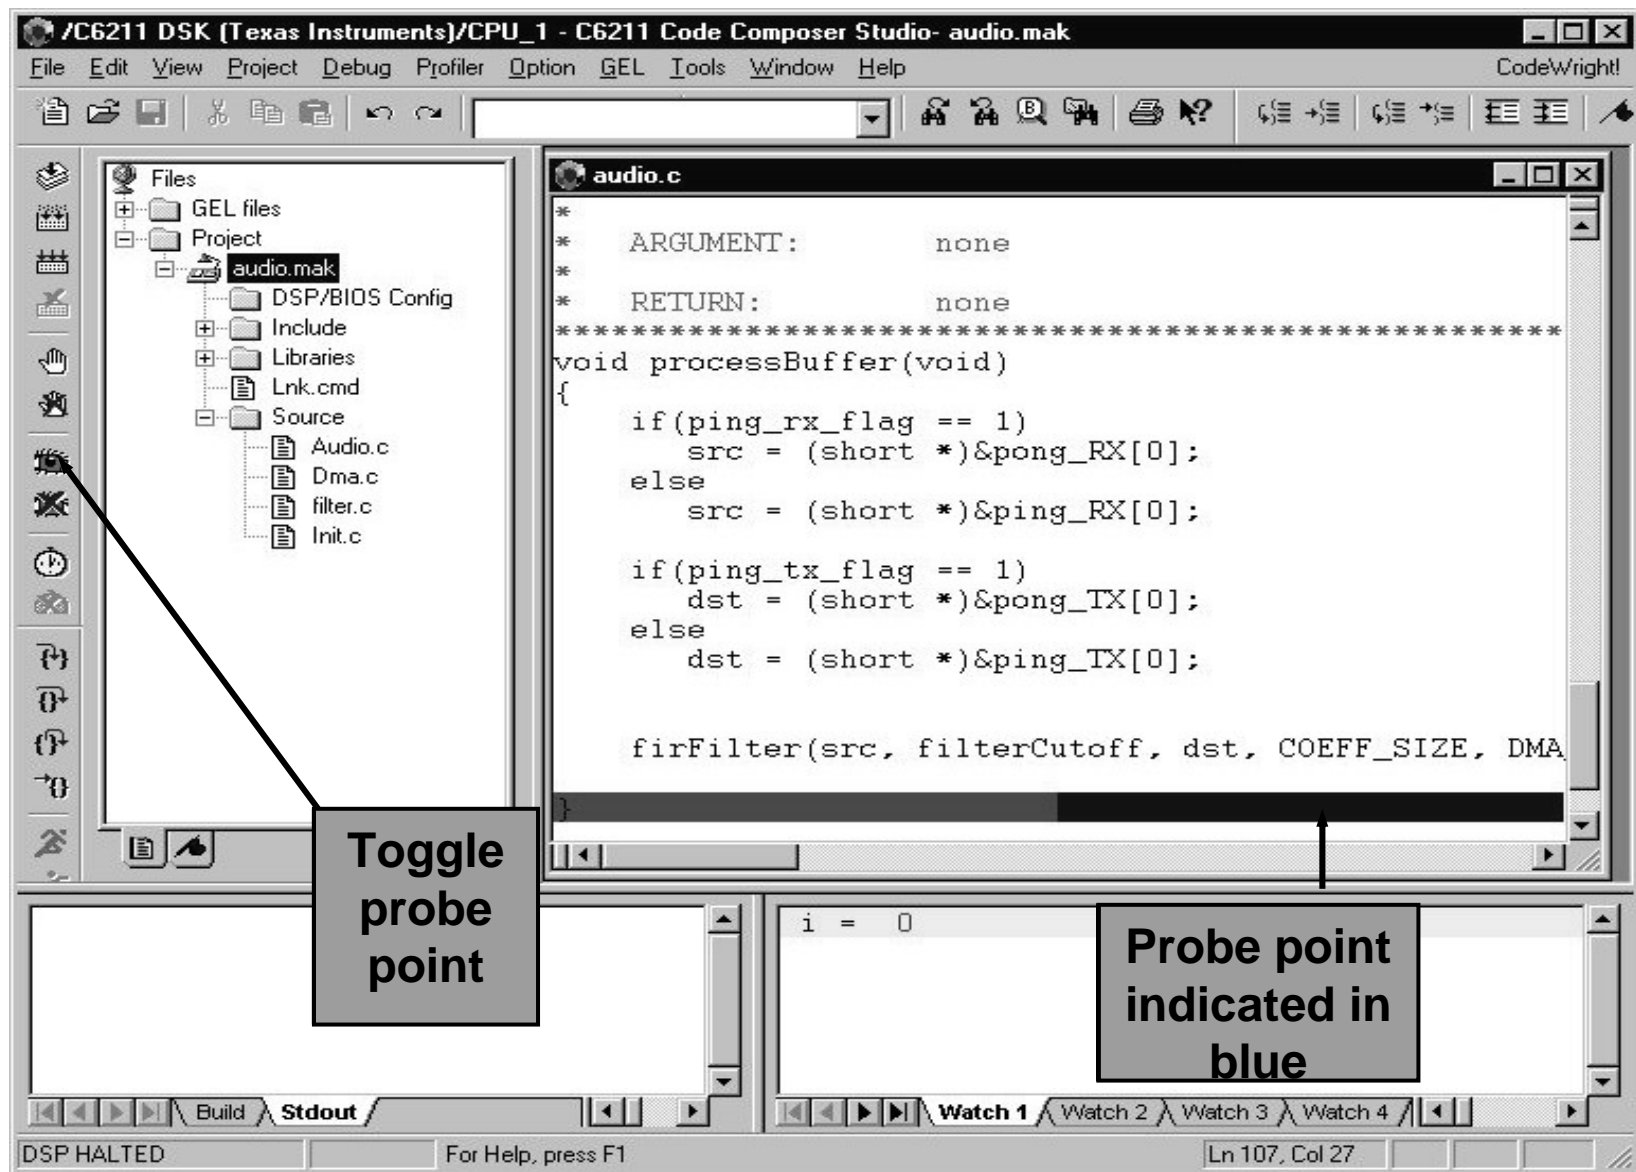 /C6211 DSK (Texas Instruments)/CPU_1 - C6211 Code Composer Studio- audio.mak
File Edit View Project Debug Profiler Option GEL Tools Window Help CodeWright!
Files
GEL files
Project
audio.mak
DSP/BIOS Config
Include
Libraries
Lnk.cmd
Source
Audio.c
Dma.c
filter.c
Init.c
audio.c
*
* ARGUMENT: none
*
* RETURN: none
******************************************************
void processBuffer(void)
{
if(ping_rx_flag == 1)
src = (short *)&pong_RX[0];
else
src = (short *)&ping_RX[0];
if(ping_tx_flag == 1)
dst = (short *)&pong_TX[0];
else
dst = (short *)&ping_TX[0];
firFilter(src, filterCutoff, dst, COEFF_SIZE, DMA
}
Toggle
probe
point
i = 0
Probe point
indicated in
blue
Build Stdout
Watch 1 Watch 2 Watch 3 Watch 4
DSP HALTED For Help, press F1 Ln 107, Col 27